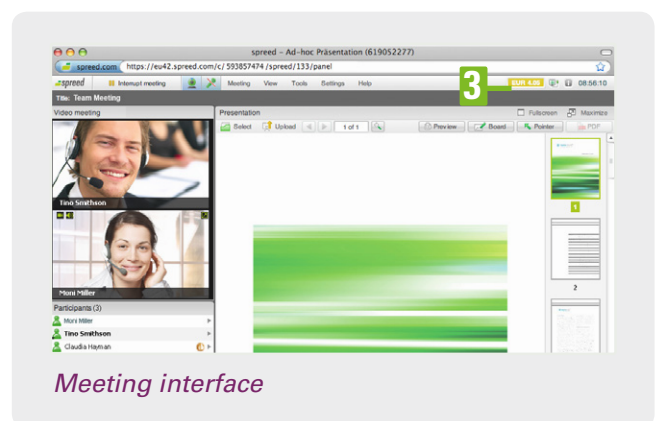 spreed – Ad-hoc Präsentation (619052277)
spreed.com https://eu42.spreed.com/c/ 593857474 /spreed/133/panel
spreed Interrupt meeting Meeting View Tools Settings Help EUR 4.86 08:56:10
3
Title: Team Meeting
Video meeting
Presentation Fullscreen Maximize
Select Upload 1 of 1 Preview Board Pointer PDF
Tino Smithson
1
Moni Miller
2
Participants (3)
Moni Miller
Tino Smithson
Claudia Hayman
Meeting interface